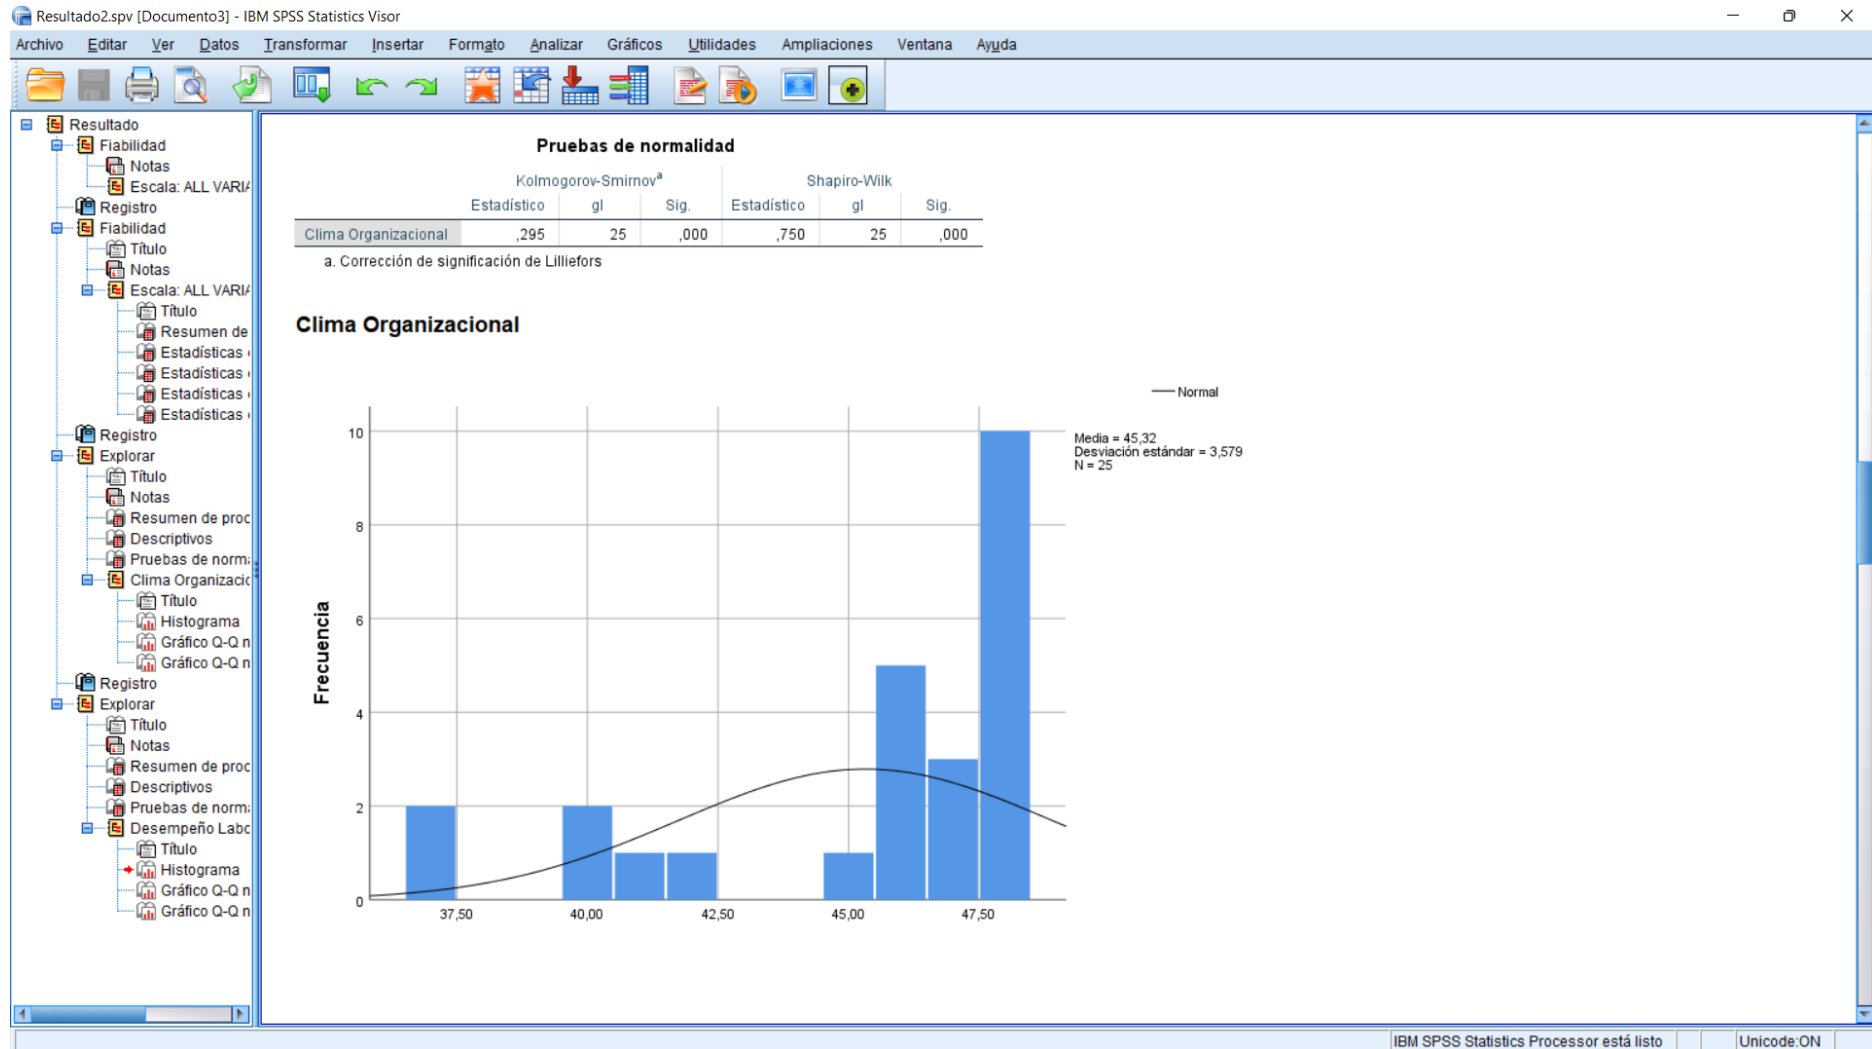 Resultado2.spv [Documento3] - IBM SPSS Statistics Visor
Archivo Editar Ver Datos Transformar Insertar Formato Analizar Gráficos Utilidades Ampliaciones Ventana Ayuda
Resultado
Fiabilidad
Notas
Escala: ALL VARIA
Registro
Fiabilidad
Título
Notas
Escala: ALL VARIA
Título
Resumen de
Estadísticas
Estadísticas
Estadísticas
Estadísticas
Registro
Explorar
Título
Notas
Resumen de proc
Descriptivos
Pruebas de norma
Clima Organizacio
Título
Histograma
Gráfico Q-Q n
Gráfico Q-Q n
Registro
Explorar
Título
Notas
Resumen de proc
Descriptivos
Pruebas de norma
Desempeño Labo
Título
Histograma
Gráfico Q-Q n
Gráfico Q-Q n
Pruebas de normalidad
Kolmogorov-Smirnovª Shapiro-Wilk
Estadístico gl Sig. Estadístico gl Sig.
Clima Organizacional ,295 25 ,000 ,750 25 ,000
a. Corrección de significación de Lilliefors
Clima Organizacional
Normal
Media = 45,32
Desviación estándar = 3,579
N = 25
Frecuencia
10
8
6
4
2
0
37,50 40,00 42,50 45,00 47,50
IBM SPSS Statistics Processor está listo Unicode:ON